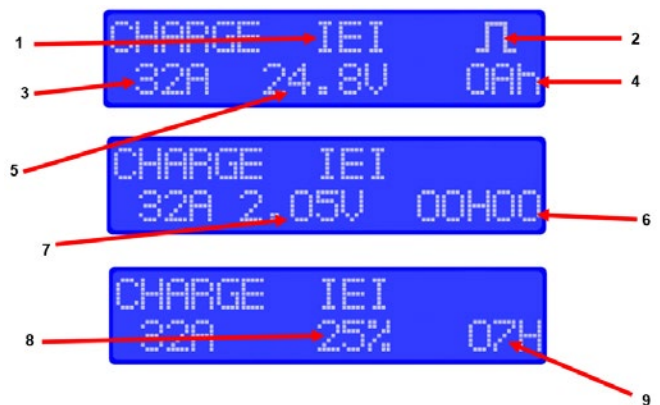 1 CHARGE IEI 2
3 32A 24.8V 0Ah 4
5
CHARGE IEI
32A 2.05V 00H00 6
7
CHARGE IEI
8 32A 25% 07H
9